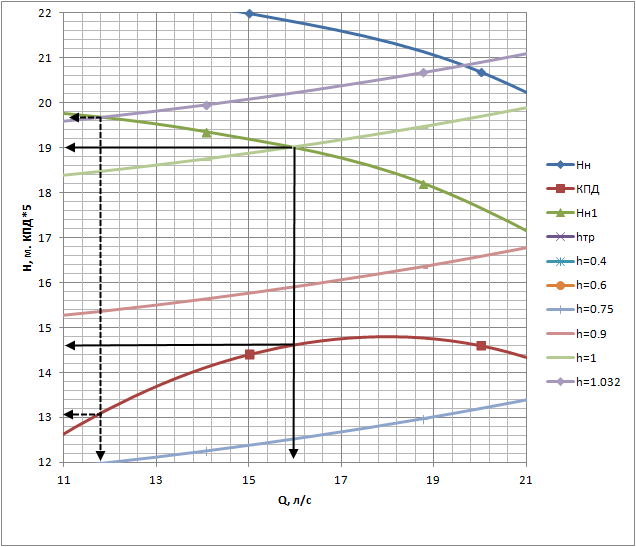 22
21
20
19
18
17
16
15
14
13
12
H, м. КПД*5
11
13
15
17
19
21
Q, л/с
Нн
КПД
Нн1
hтр
h=0.4
h=0.6
h=0.75
h=0.9
h=1
h=1.032